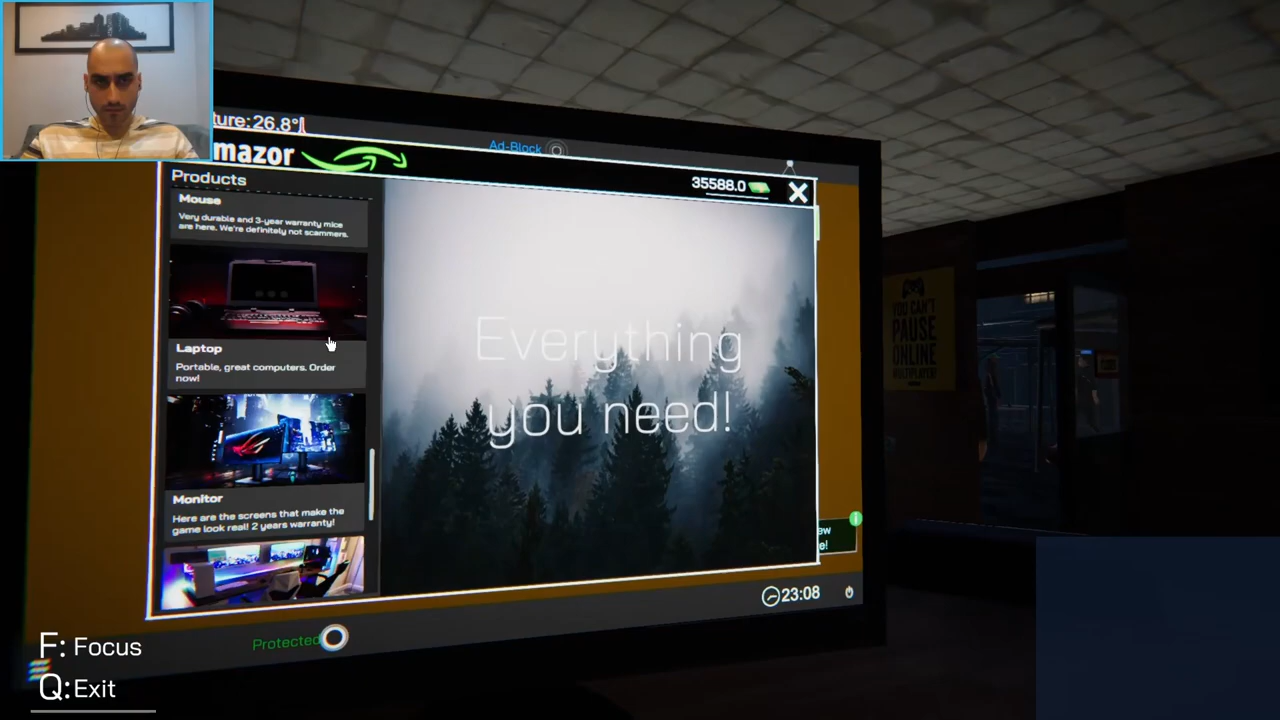 ture: 26.8°
mazor
Ad-Block
35588.0
Products
Mouse
Very durable and 3-year warranty mice
are here. We're definitely not scammers.
Laptop
Portable, great computers. Order
now!
Monitor
Here are the screens that make the
game look real! 2 years warranty!
Everything
you need!
YOU CAN'T
PAUSE
ONLINE
MULTIPLAYER!
ew
e!
23:08
Protected
F: Focus
Q: Exit